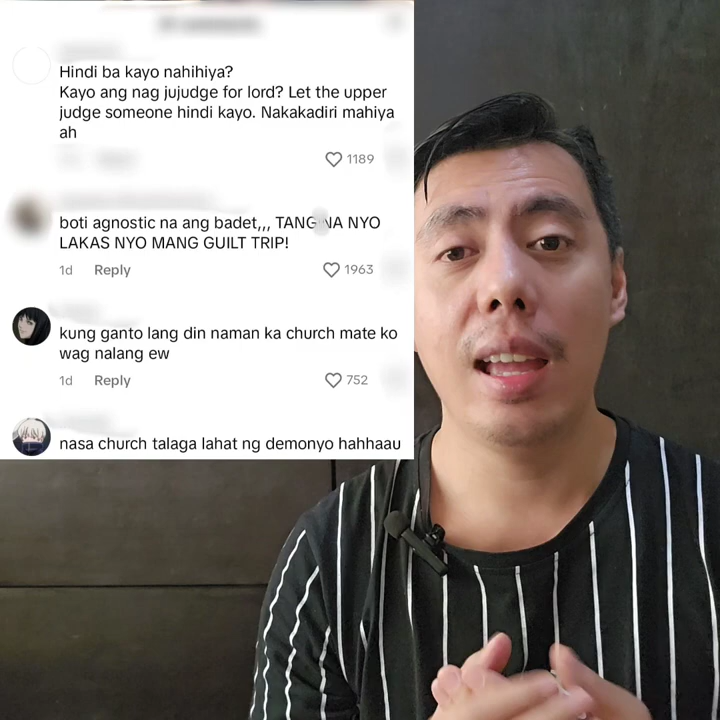 Hindi ba kayo nahihiya?
Kayo ang nag jujudge for lord? Let the upper
judge someone hindi kayo. Nakakadiri mahiya
ah
1189
boti agnostic na ang badet,,, TANG NA NYO
LAKAS NYO MANG GUILT TRIP!
1d Reply 1963
kung ganto lang din naman ka church mate ko
wag nalang ew
1d Reply 752
nasa church talaga lahat ng demonyo hahhaau